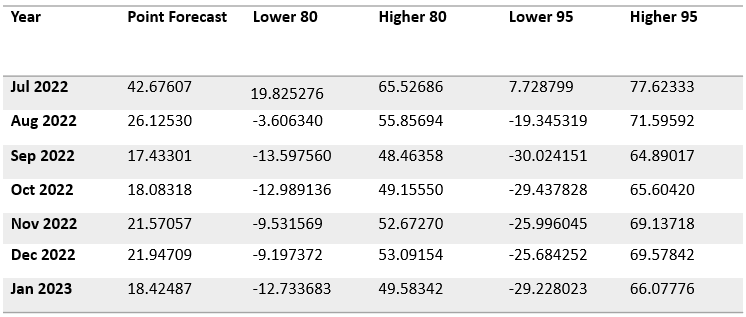 Year Point Forecast Lower 80 Higher 80 Lower 95 Higher 95
Jul 2022 42.67607 19.825276 65.52686 7.728799 77.62333
Aug 2022 26.12530 -3.606340 55.85694 -19.345319 71.59592
Sep 2022 17.43301 -13.597560 48.46358 -30.024151 64.89017
Oct 2022 18.08318 -12.989136 49.15550 -29.437828 65.60420
Nov 2022 21.57057 -9.531569 52.67270 -25.996045 69.13718
Dec 2022 21.94709 -9.197372 53.09154 -25.684252 69.57842
Jan 2023 18.42487 -12.733683 49.58342 -29.228023 66.07776